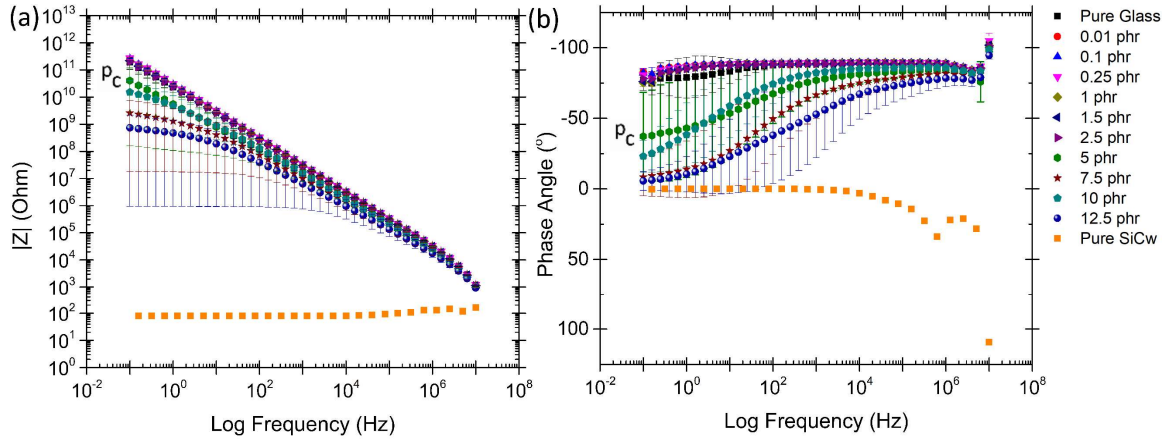 (a)
10^13
10^12
10^11
10^10
10^9
10^8
10^7
10^6
10^5
10^4
10^3
10^2
10^1
10^0
|Z| (Ohm)
p_c
10^-2 10^0 10^2 10^4 10^6 10^8
Log Frequency (Hz)
(b)
-100
-50
0
50
100
Phase Angle (°)
p_c
10^-2 10^0 10^2 10^4 10^6 10^8
Log Frequency (Hz)
Pure Glass
0.01 phr
0.1 phr
0.25 phr
1 phr
1.5 phr
2.5 phr
5 phr
7.5 phr
10 phr
12.5 phr
Pure SiCw